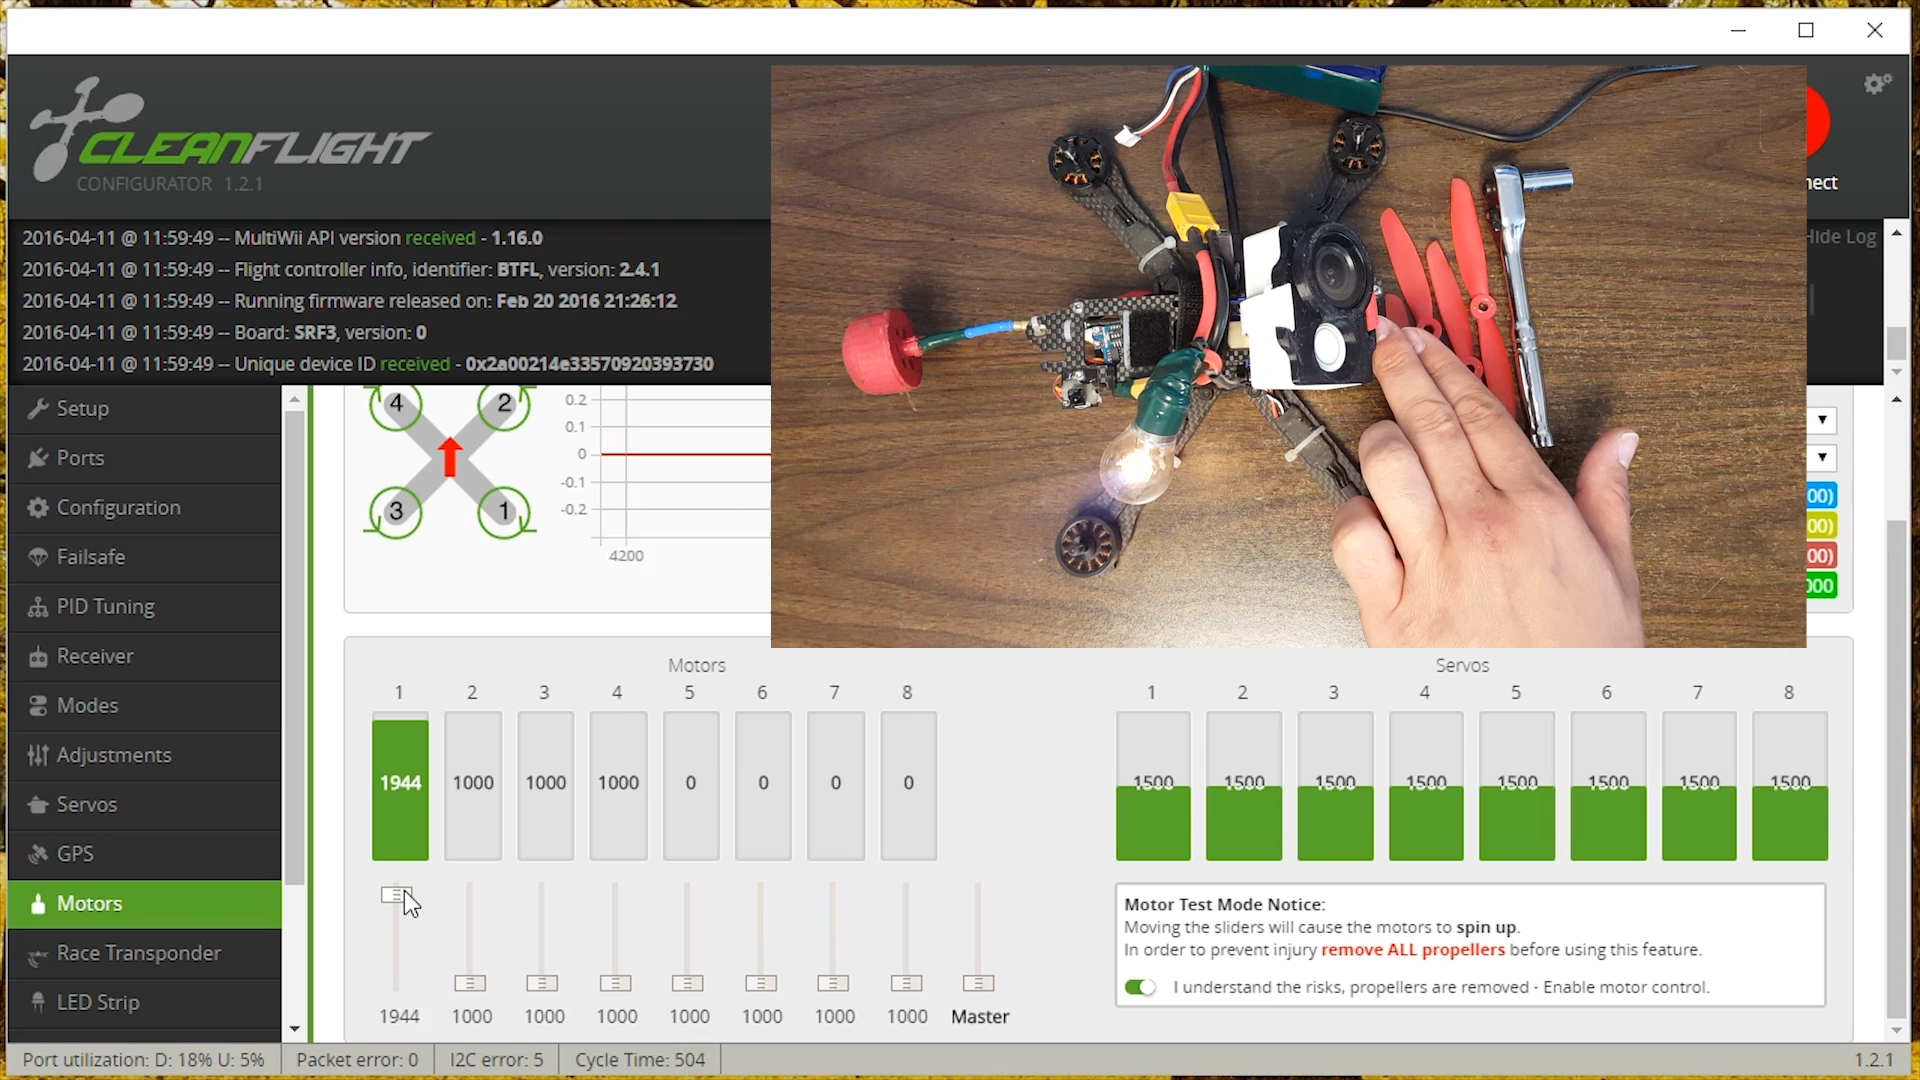 CLEANFLIGHT
CONFIGURATOR 1.2.1
nect
2016-04-11 @ 11:59:49 -- MultiWii API version received - 1.16.0
Hide Log
2016-04-11 @ 11:59:49 -- Flight controller info, identifier: BTFL, version: 2.4.1
2016-04-11 @ 11:59:49 -- Running firmware released on: Feb 20 2016 21:26:12
2016-04-11 @ 11:59:49 -- Board: SRF3, version: 0
2016-04-11 @ 11:59:49 -- Unique device ID received - 0x2a00214e33570920393730
Setup
Ports
Configuration
Failsafe
PID Tuning
Receiver
Modes
Adjustments
Servos
GPS
Motors
Race Transponder
LED Strip
4 2
3 1
0.2
0.1
0
-0.1
-0.2
4200
00)
00)
00)
000
Motors
1 2 3 4 5 6 7 8
1944 1000 1000 1000 0 0 0 0
1944 1000 1000 1000 1000 1000 1000 1000 Master
Servos
1 2 3 4 5 6 7 8
1500 1500 1500 1500 1500 1500 1500 1500
Motor Test Mode Notice:
Moving the sliders will cause the motors to spin up.
In order to prevent injury remove ALL propellers before using this feature.
I understand the risks, propellers are removed - Enable motor control.
Port utilization: D: 18% U: 5% Packet error: 0 I2C error: 5 Cycle Time: 504 1.2.1